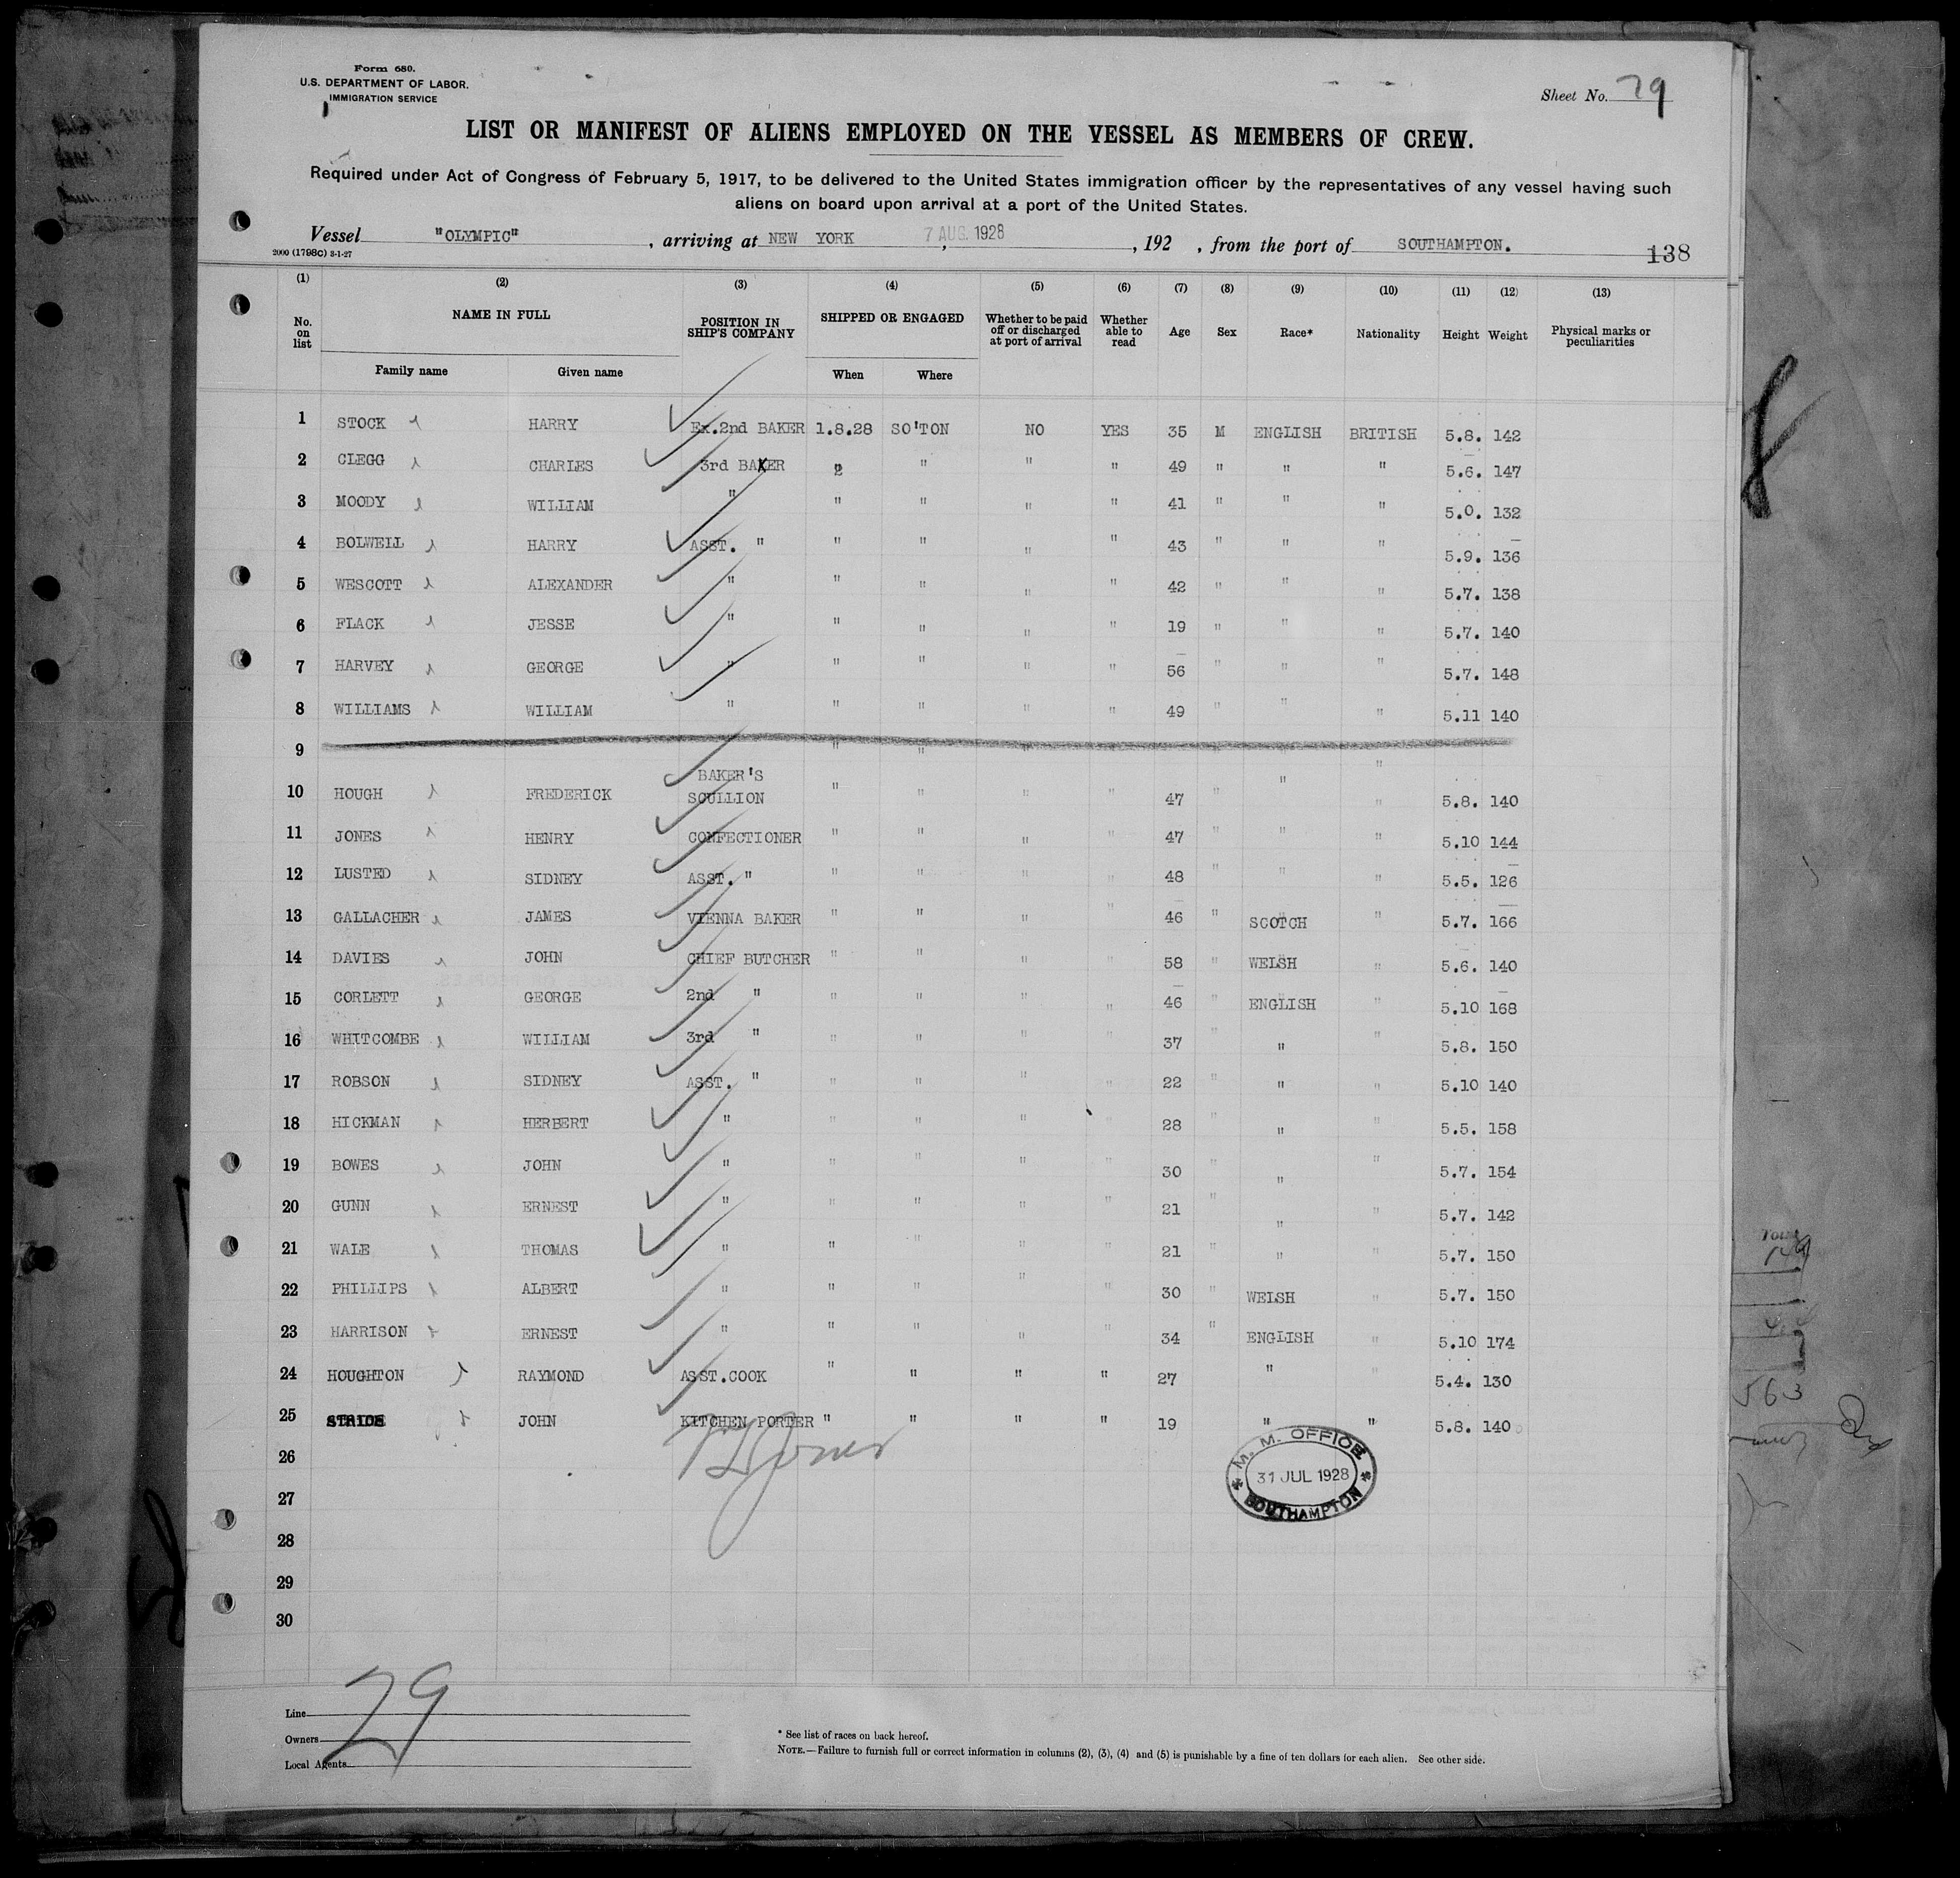 Form 680.
U.S. DEPARTMENT OF LABOR.
IMMIGRATION SERVICE
Sheet No. 79
LIST OR MANIFEST OF ALIENS EMPLOYED ON THE VESSEL AS MEMBERS OF CREW.
Required under Act of Congress of February 5, 1917, to be delivered to the United States immigration officer by the representatives of any vessel having such
aliens on board upon arrival at a port of the United States.
Vessel "OLYMPIC" , arriving at NEW YORK , 7 AUG. 1928 , 192 , from the port of SOUTHAMPTON.
2000 (1798C) 3-1-27
138
(1) (2) (3) (4) (5) (6) (7) (8) (9) (10) (11) (12) (13)
No. on list NAME IN FULL POSITION IN SHIP'S COMPANY SHIPPED OR ENGAGED Whether to be paid off or discharged at port of arrival Whether able to read Age Sex Race* Nationality Height Weight Physical marks or peculiarities
Family name Given name When Where
1 STOCK HARRY Ex.2nd BAKER 1.8.28 SO'TON NO YES 35 M ENGLISH BRITISH 5.8. 142
2 CLEGG CHARLES 3rd BAKER " " " " 49 " " " 5.6. 147
3 MOODY WILLIAM " " " " " 41 " " " 5.0. 132
4 BOLWELL HARRY ASST. " " " " " 43 " " " 5.9. 136
5 WESCOTT ALEXANDER " " " " " 42 " " " 5.7. 138
6 FLACK JESSE " " " " " 19 " " " 5.7. 140
7 HARVEY GEORGE " " " " " 56 " " " 5.7. 148
8 WILLIAMS WILLIAM " " " " " 49 " " " 5.11 140
9 " " " "
10 HOUGH FREDERICK BAKER'S SCULLION " " " " 47 " " " 5.8. 140
11 JONES HENRY CONFECTIONER " " " " 47 " " " 5.10 144
12 LUSTED SIDNEY ASST. " " " " " 48 " " " 5.5. 126
13 GALLACHER JAMES VIENNA BAKER " " " " 46 " SCOTCH " 5.7. 166
14 DAVIES JOHN CHIEF BUTCHER " " " " 58 " WELSH " 5.6. 140
15 CORLETT GEORGE 2nd " " " " " 46 " ENGLISH " 5.10 168
16 WHITCOMBE WILLIAM 3rd " " " " " 37 " " " 5.8. 150
17 ROBSON SIDNEY ASST. " " " " " 22 " " " 5.10 140
18 HICKMAN HERBERT " " " " " 28 " " 5.5. 158
19 BOWES JOHN " " " " " 30 " " " 5.7. 154
20 GUNN ERNEST " " " " " 21 " " " 5.7. 142
21 WALE THOMAS " " " " " 21 " " " 5.7. 150
22 PHILLIPS ALBERT " " " " " 30 " WELSH " 5.7. 150
23 HARRISON ERNEST " " " " " 34 " ENGLISH " 5.10 174
24 HOUGHTON RAYMOND ASST.COOK " " " " 27 " " 5.4. 130
25 JOHN KITCHEN PORTER " " " " 19 " " 5.8. 140
26
27
28
29
30
M. M. OFFICE
31 JUL 1928
SOUTHAMPTON
29
Line
Owners
Local Agents
* See list of races on back hereof.
NOTE.—Failure to furnish full or correct information in columns (2), (3), (4) and (5) is punishable by a fine of ten dollars for each alien. See other side.
Total
563